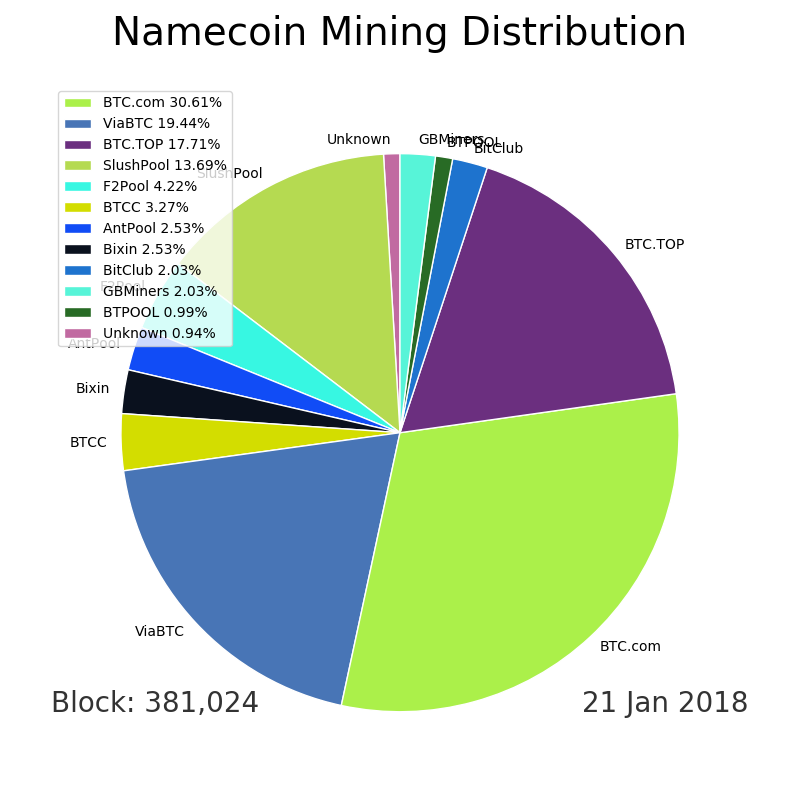 Namecoin Mining Distribution
BTC.com 30.61%
ViaBTC 19.44%
BTC.TOP 17.71%
SlushPool 13.69%
F2Pool 4.22%
BTCC 3.27%
AntPool 2.53%
Bixin 2.53%
BitClub 2.03%
GBMiners 2.03%
BTPOOL 0.99%
Unknown 0.94%
Unknown
GBMiners
BTPOOL
BitClub
SlushPool
BTC.TOP
F2Pool
AntPool
Bixin
BTCC
ViaBTC
BTC.com
Block: 381,024
21 Jan 2018